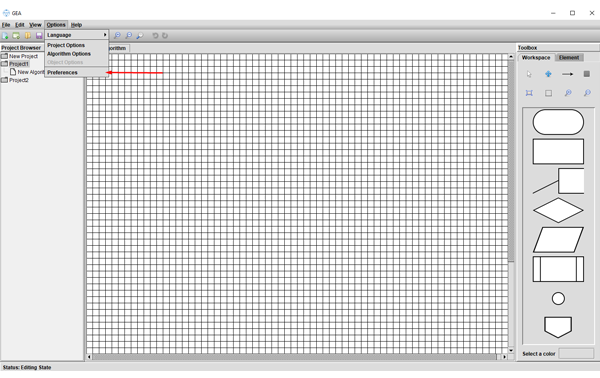 GEA
File Edit View Options Help
Language
Project Options
Algorithm Options
Object Options
Preferences
Project Browser
New Project
Project1
New Algorit
Project2
lgorithm
Toolbox
Workspace Element
Select a color
Status: Editing State